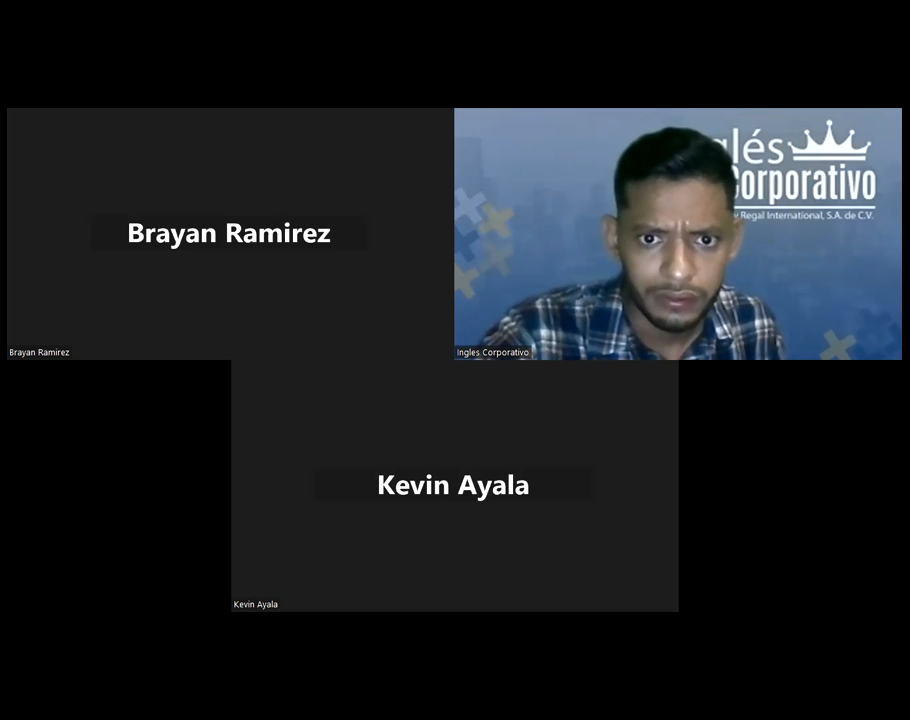 Brayan Ramirez
Brayan Ramirez
glés
Corporativo
y Regal International, S.A. de C.V.
Ingles Corporativo
Kevin Ayala
Kevin Ayala